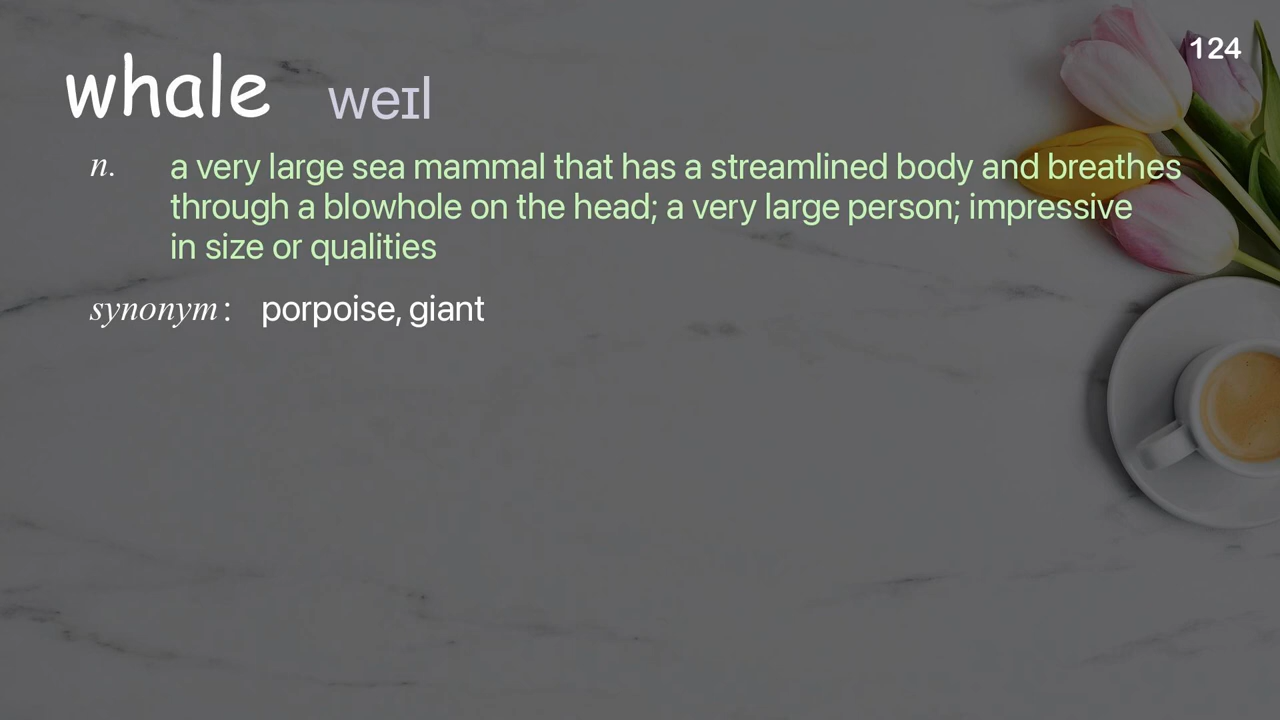 124
whale weɪl
n. a very large sea mammal that has a streamlined body and breathes
through a blowhole on the head; a very large person; impressive
in size or qualities
synonym: porpoise, giant